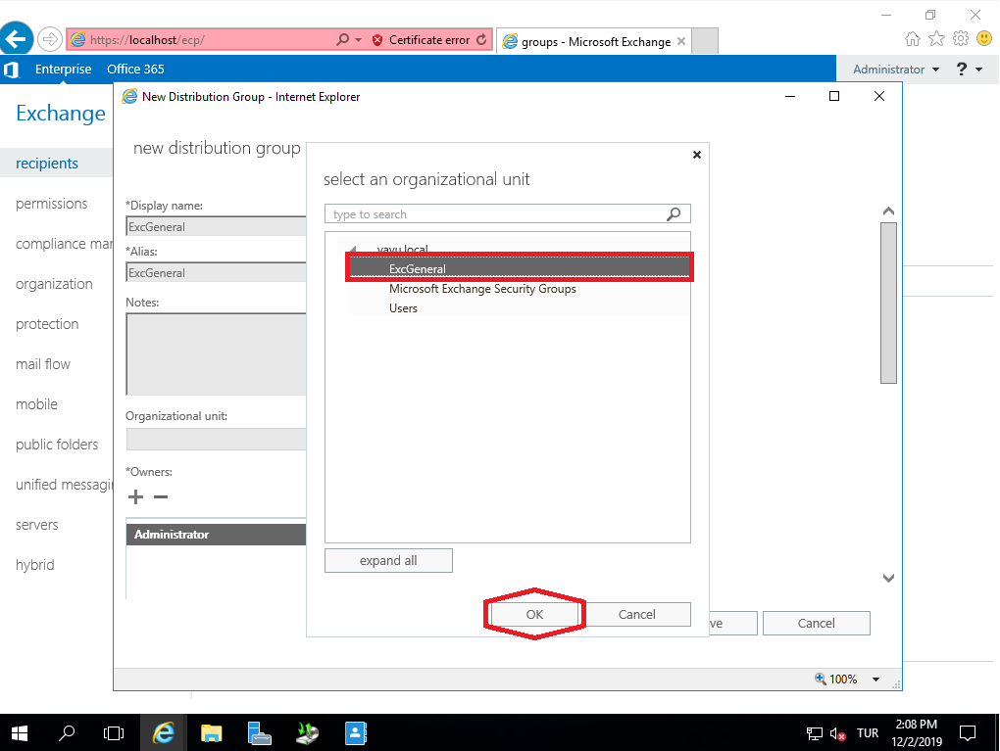 https://localhost/ecp/
Certificate error
groups - Microsoft Exchange
Enterprise
Office 365
Administrator
?
New Distribution Group - Internet Explorer
Exchange
recipients
permissions
compliance mar
organization
protection
mail flow
mobile
public folders
unified messagi
servers
hybrid
new distribution group
*Display name:
ExcGeneral
*Alias:
ExcGeneral
Notes:
Organizational unit:
*Owners:
Administrator
select an organizational unit
type to search
yavu.local
ExcGeneral
Microsoft Exchange Security Groups
Users
expand all
OK
Cancel
ve
Cancel
100%
TUR
2:08 PM
12/2/2019